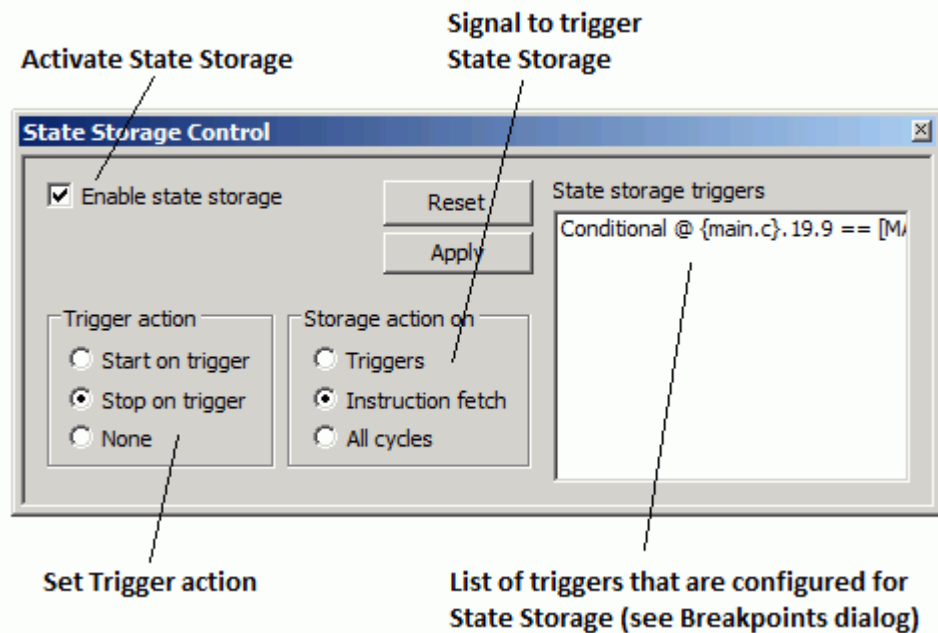 Signal to trigger
State Storage
Activate State Storage
State Storage Control
Enable state storage
Reset
Apply
State storage triggers
Conditional @ {main.c}.19.9 == [MA
Trigger action
Start on trigger
Stop on trigger
None
Storage action on
Triggers
Instruction fetch
All cycles
Set Trigger action
List of triggers that are configured for
State Storage (see Breakpoints dialog)